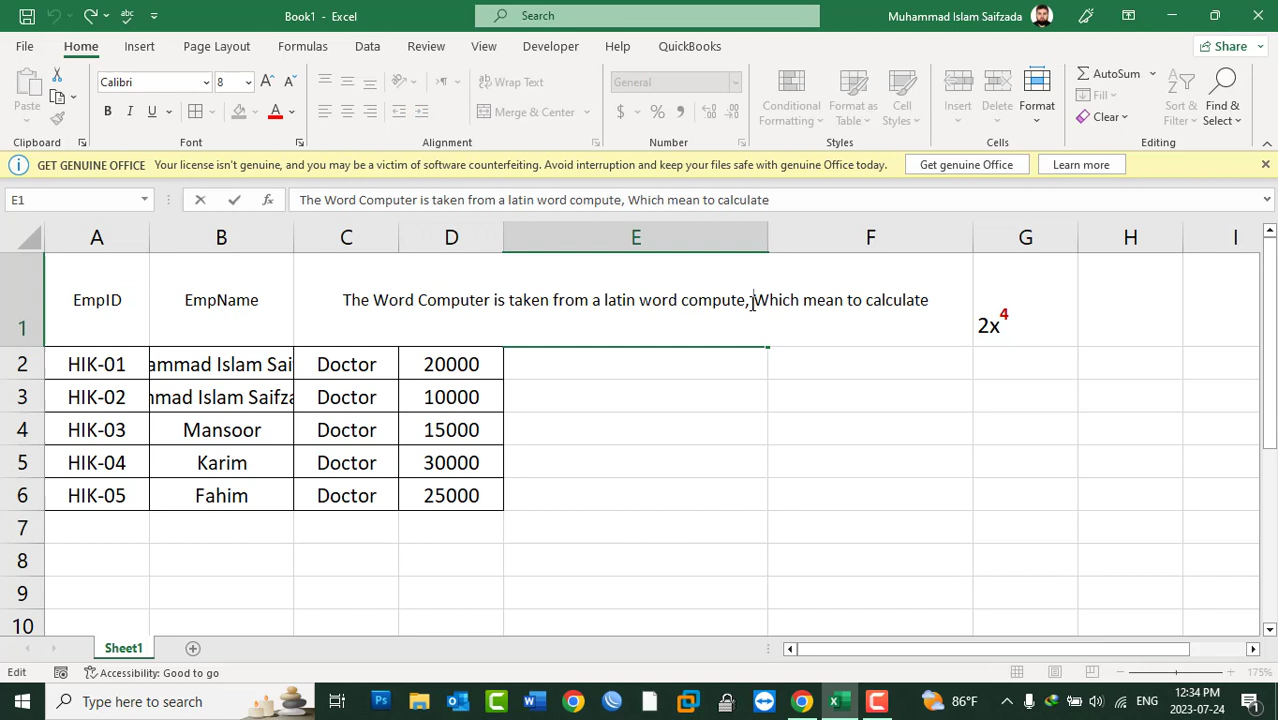 Book1 - Excel
Search
Muhammad Islam Saifzada
File Home Insert Page Layout Formulas Data Review View Developer Help QuickBooks Share
Paste
Calibri 8
Wrap Text
Merge & Center
General
Conditional Formatting
Format as Table
Cell Styles
Insert
Delete
Format
AutoSum
Fill
Clear
Sort & Filter
Find & Select
Clipboard Font Alignment Number Styles Cells Editing
GET GENUINE OFFICE Your license isn't genuine, and you may be a victim of software counterfeiting. Avoid interruption and keep your files safe with genuine Office today. Get genuine Office Learn more
E1 fx The Word Computer is taken from a latin word compute, Which mean to calculate
A B C D E F G H I
1 EmpID EmpName The Word Computer is taken from a latin word compute, Which mean to calculate 2x⁴
2 HIK-01 ammad Islam Sai Doctor 20000
3 HIK-02 mad Islam Saifza Doctor 10000
4 HIK-03 Mansoor Doctor 15000
5 HIK-04 Karim Doctor 30000
6 HIK-05 Fahim Doctor 25000
7
8
9
10
Sheet1
Edit Accessibility: Good to go 175%
Type here to search
86°F
ENG
12:34 PM
2023-07-24